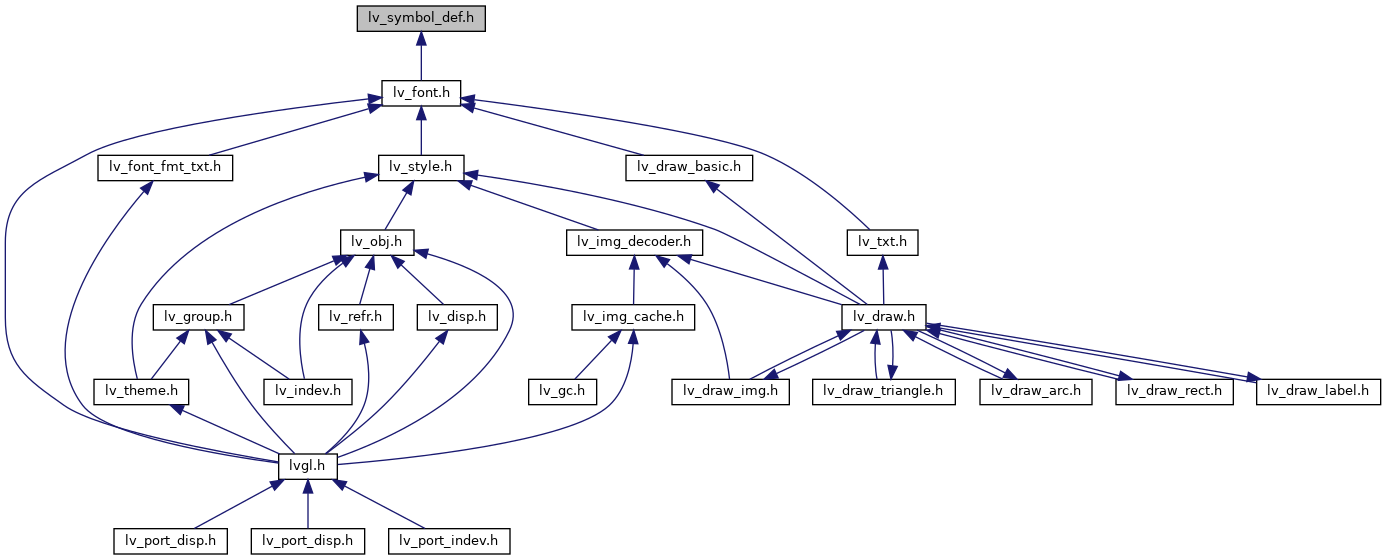 lv_symbol_def.h
lv_font.h
lv_font_fmt_txt.h
lv_style.h
lv_draw_basic.h
lv_obj.h
lv_img_decoder.h
lv_txt.h
lv_group.h
lv_refr.h
lv_disp.h
lv_img_cache.h
lv_draw.h
lv_theme.h
lv_indev.h
lv_gc.h
lv_draw_img.h
lv_draw_triangle.h
lv_draw_arc.h
lv_draw_rect.h
lv_draw_label.h
lvgl.h
lv_port_disp.h
lv_port_disp.h
lv_port_indev.h